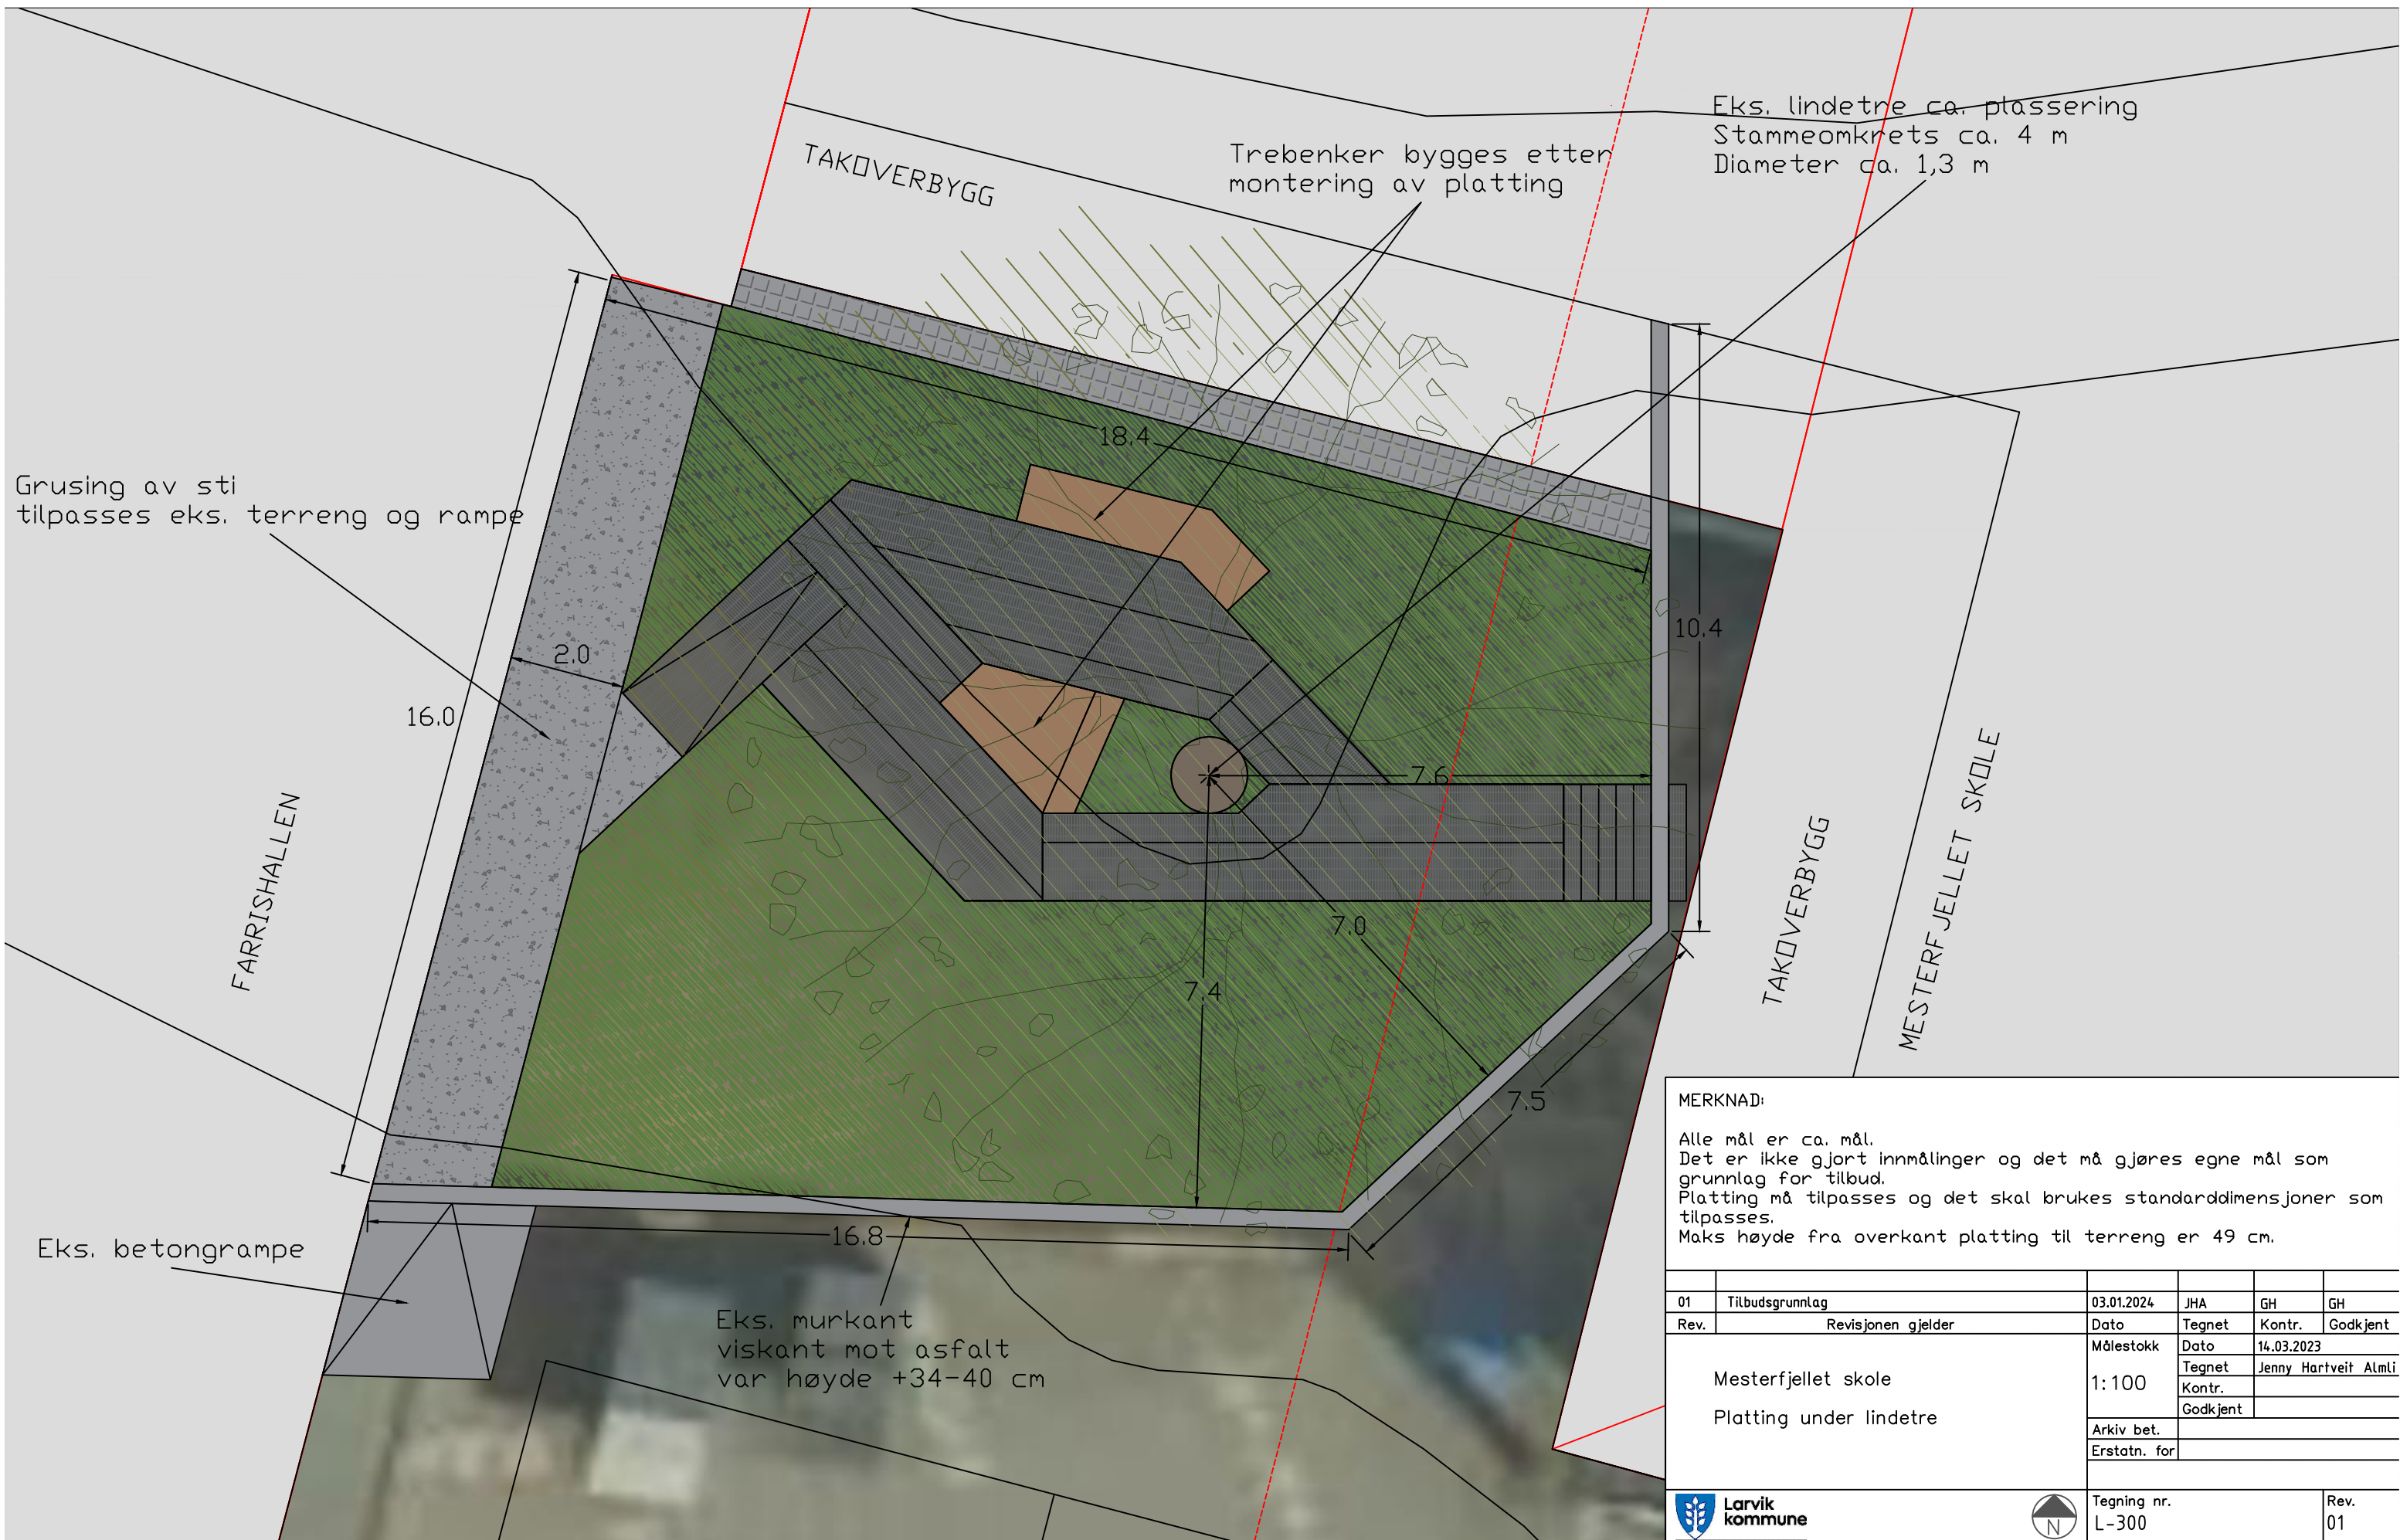 TAKOVERBYGG
Trebenker bygges etter
montering av platting
Eks. lindetre ca. plassering
Stammeomkrets ca. 4 m
Diameter ca. 1,3 m
18.4
Grusing av sti
tilpasses eks. terreng og rampe
10.4
2.0
16.0
7.6
FARRISHALLEN
TAKOVERBYGG
MESTERFJELLET SKOLE
7.0
7.4
7.5
16.8
Eks. betongrampe
Eks. murkant
viskant mot asfalt
var høyde +34-40 cm
MERKNAD:
Alle mål er ca. mål.
Det er ikke gjort innmålinger og det må gjøres egne mål som
grunnlag for tilbud.
Platting må tilpasses og det skal brukes standarddimensjoner som
tilpasses.
Maks høyde fra overkant platting til terreng er 49 cm.
01 Tilbudsgrunnlag 03.01.2024 JHA GH GH
Rev. Revisjonen gjelder Dato Tegnet Kontr. Godkjent
Mesterfjellet skole
Platting under lindetre
Målestokk
1:100
Dato 14.03.2023
Tegnet Jenny Hartveit Almli
Kontr.
Godkjent
Arkiv bet.
Erstatn. for
Larvik
kommune
N
Tegning nr.
L-300
Rev.
01